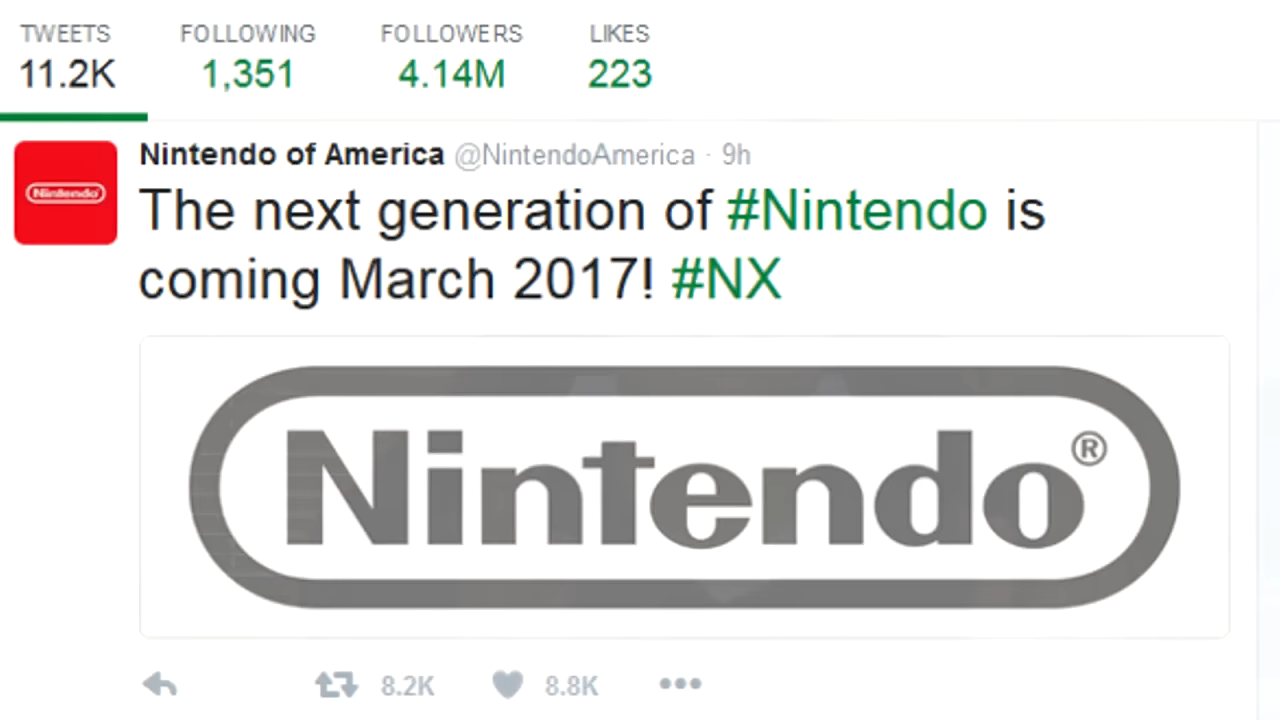 TWEETS FOLLOWING FOLLOWERS LIKES
11.2K 1,351 4.14M 223
Nintendo
Nintendo of America @NintendoAmerica · 9h
The next generation of #Nintendo is
coming March 2017! #NX
Nintendo®
8.2K 8.8K